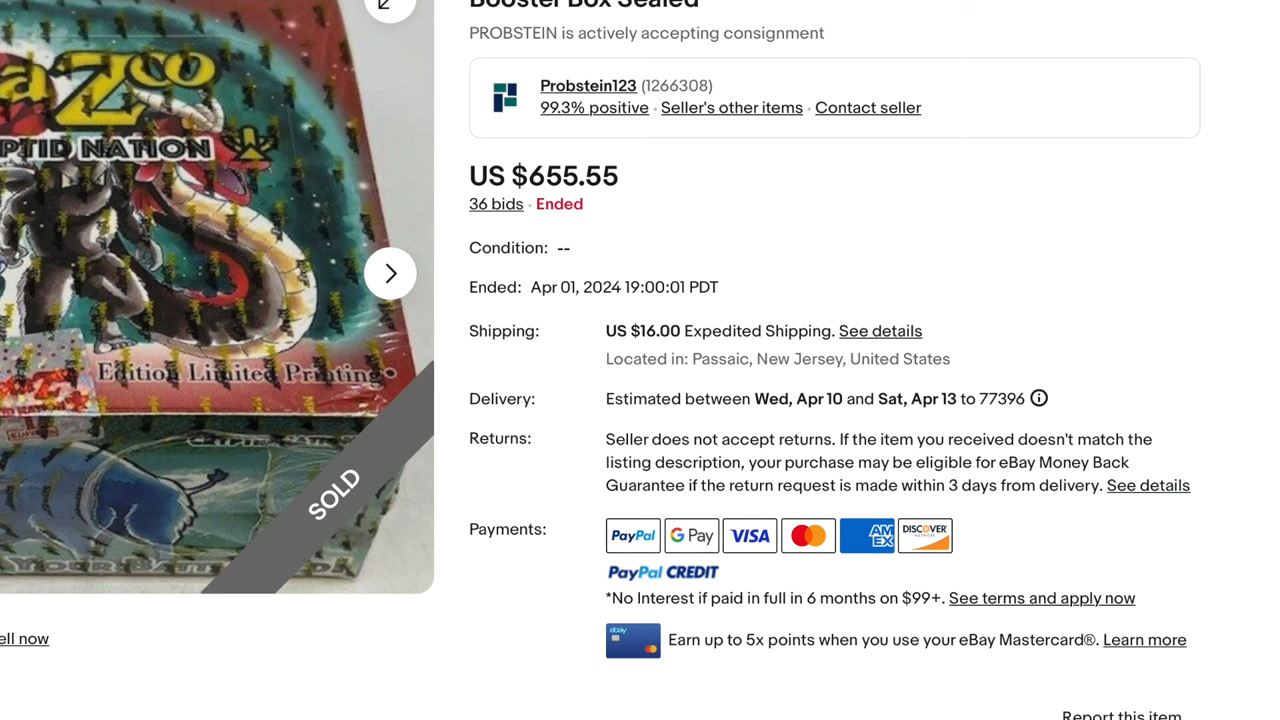 Booster Box Sealed
PROBSTEIN is actively accepting consignment
Probstein123 (1266308)
99.3% positive · Seller's other items · Contact seller
US $655.55
36 bids · Ended
Condition: --
Ended: Apr 01, 2024 19:00:01 PDT
Shipping: US $16.00 Expedited Shipping. See details
Located in: Passaic, New Jersey, United States
Delivery: Estimated between Wed, Apr 10 and Sat, Apr 13 to 77396
Returns: Seller does not accept returns. If the item you received doesn't match the
listing description, your purchase may be eligible for eBay Money Back
Guarantee if the return request is made within 3 days from delivery. See details
Payments: PayPal G Pay VISA AMEX DISCOVER
PayPal CREDIT
*No Interest if paid in full in 6 months on $99+. See terms and apply now
ebay Earn up to 5x points when you use your eBay Mastercard®. Learn more
Report this item
a Zoo
PTID NATION
Edition Limited Printing
SOLD
YOUR
ell now